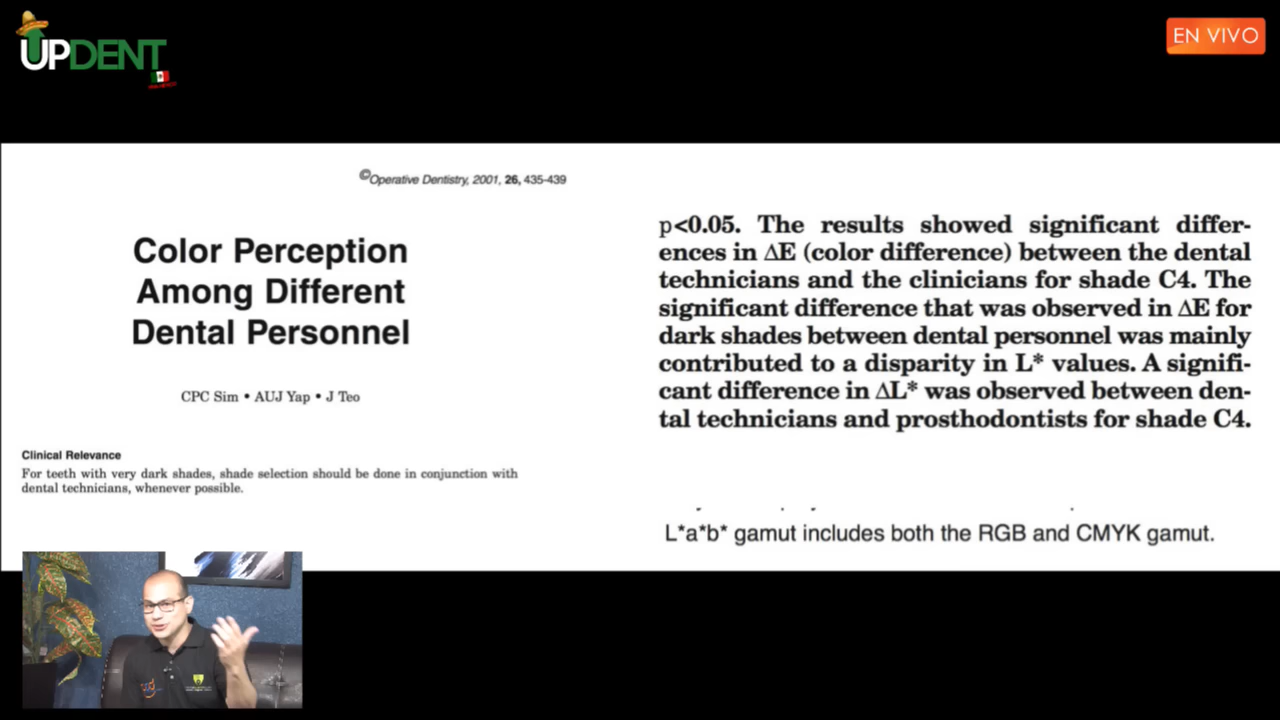 UPDENT
EN VIVO
©Operative Dentistry, 2001, 26, 435-439
Color Perception
Among Different
Dental Personnel
CPC Sim • AUJ Yap • J Teo
Clinical Relevance
For teeth with very dark shades, shade selection should be done in conjunction with
dental technicians, whenever possible.
p<0.05. The results showed significant differ-
ences in ΔE (color difference) between the dental
technicians and the clinicians for shade C4. The
significant difference that was observed in ΔE for
dark shades between dental personnel was mainly
contributed to a disparity in L* values. A signifi-
cant difference in ΔL* was observed between den-
tal technicians and prosthodontists for shade C4.
L*a*b* gamut includes both the RGB and CMYK gamut.